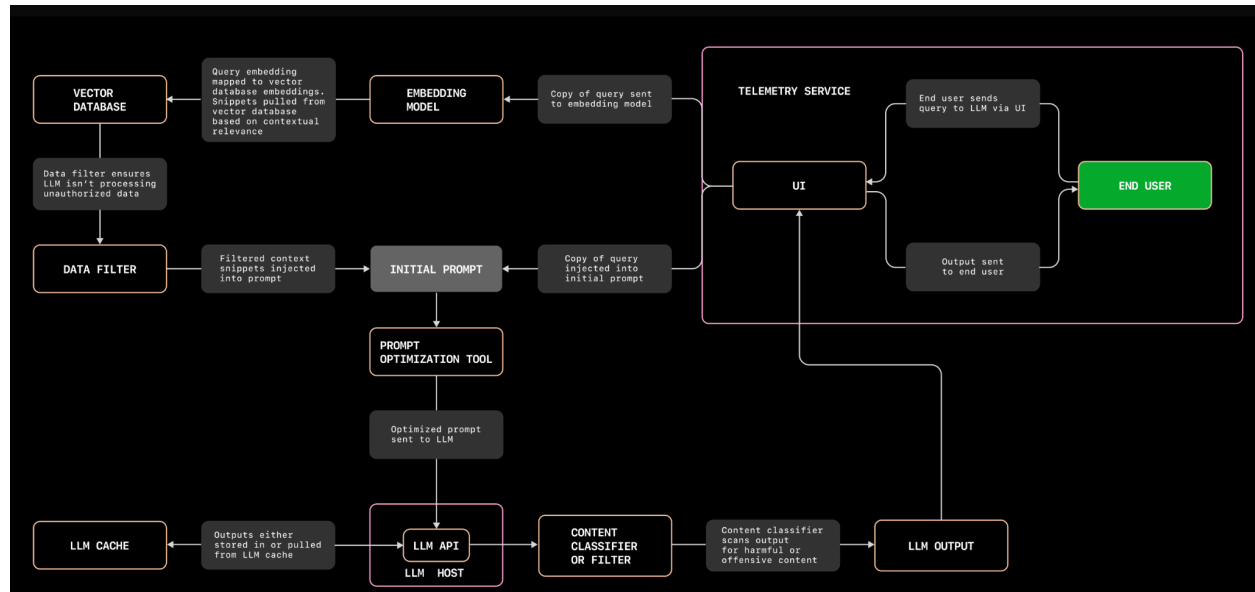 VECTOR
DATABASE
Query embedding
mapped to vector
database embeddings.
Snippets pulled from
vector database
based on contextual
relevance
EMBEDDING
MODEL
Copy of query sent
to embedding model
TELEMETRY SERVICE
End user sends
query to LLM via UI
UI
END USER
Output sent
to end user
Data filter ensures
LLM isn't processing
unauthorized data
DATA FILTER
Filtered context
snippets injected
into prompt
INITIAL PROMPT
Copy of query
injected into
initial prompt
PROMPT
OPTIMIZATION TOOL
Optimized prompt
sent to LLM
LLM CACHE
Outputs either
stored in or pulled
from LLM cache
LLM API
LLM HOST
CONTENT
CLASSIFIER
OR FILTER
Content classifier
scans output
for harmful or
offensive content
LLM OUTPUT